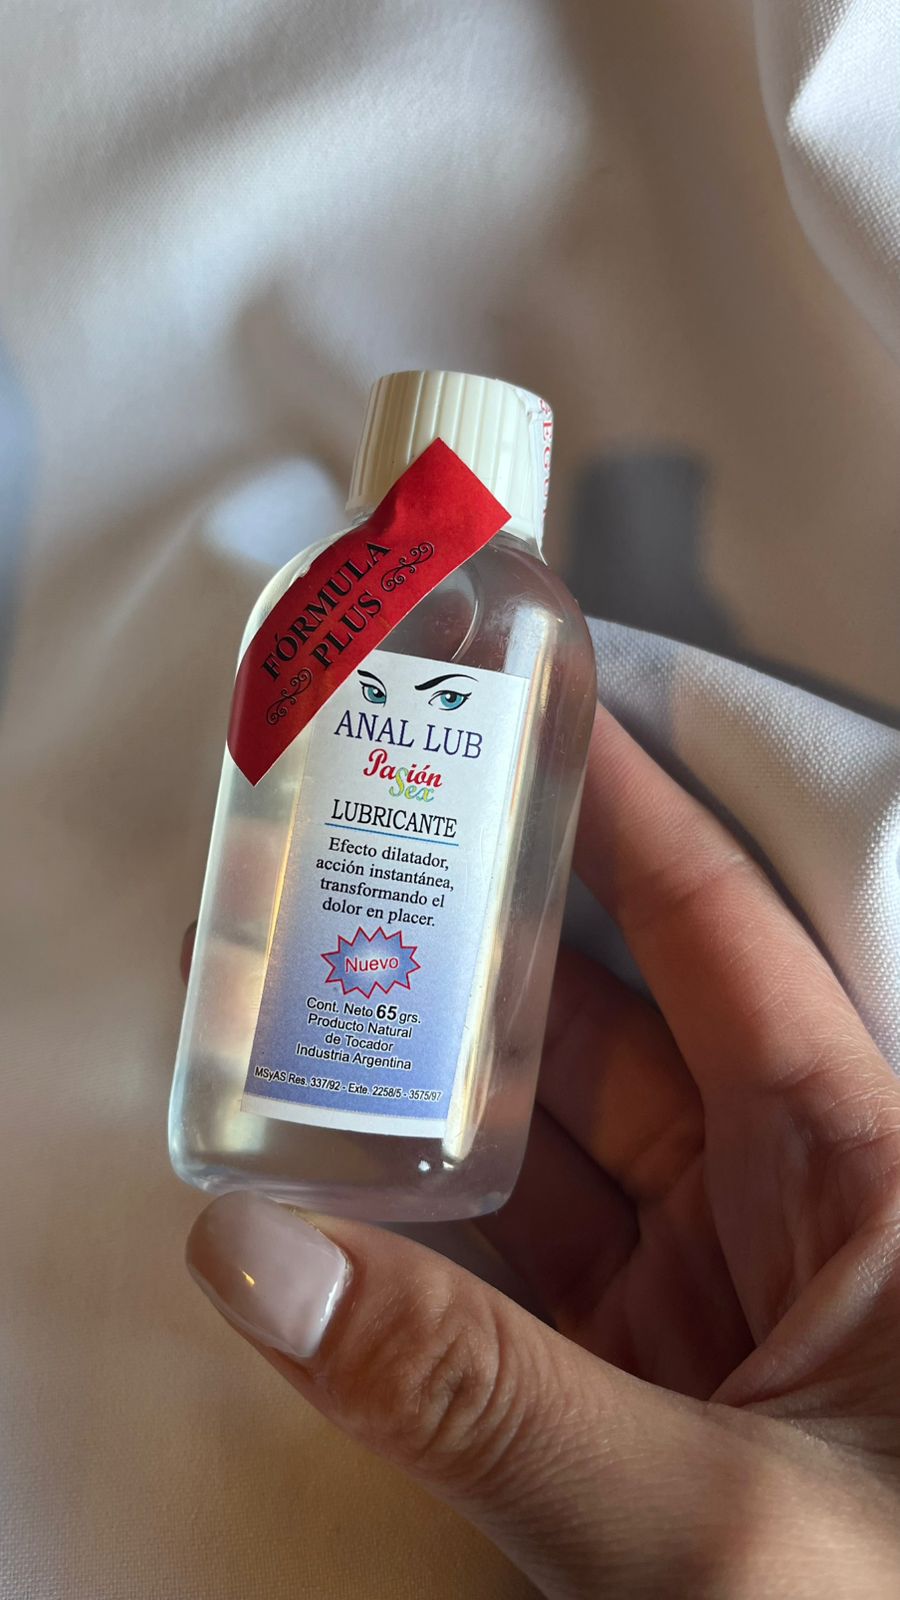 FÓRMULA
PLUS
ANAL LUB
Pasión
Sex
LUBRICANTE
Efecto dilatador,
acción instantánea,
transformando el
dolor en placer.
Nuevo
Cont. Neto 65 grs.
Producto Natural
de Tocador
Industria Argentina
MSyAS Res. 337/92 - Exte. 2258/5 - 3575/97